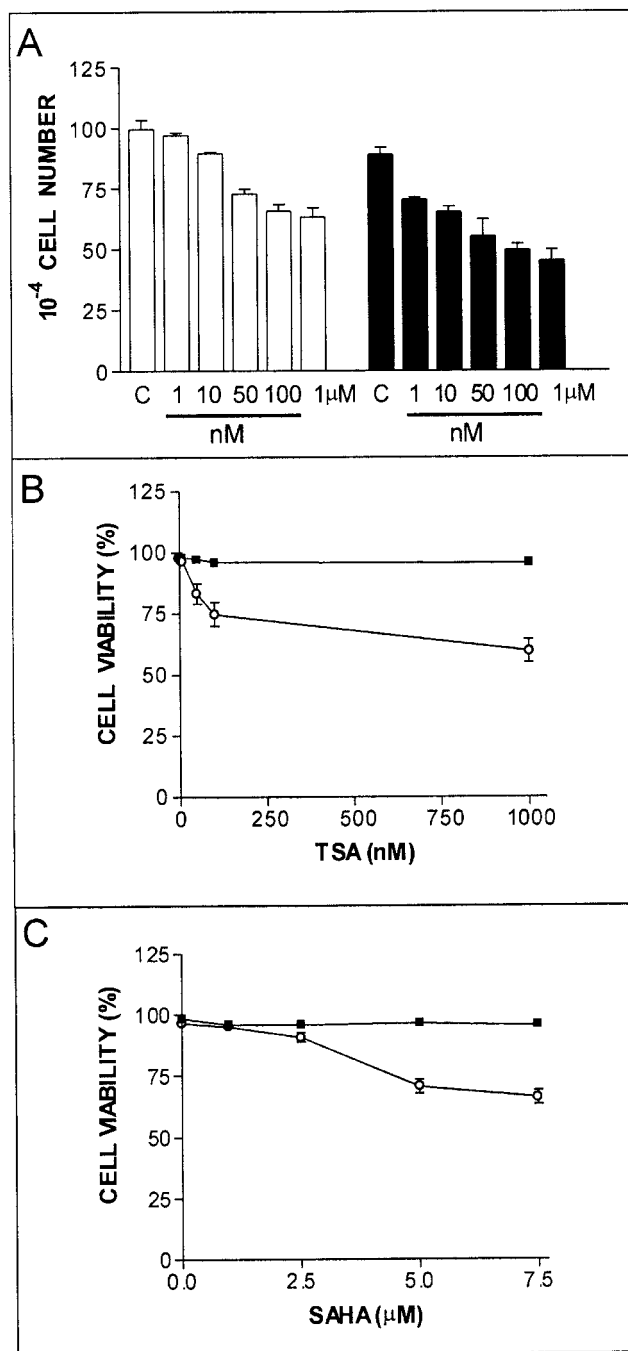 A
10⁻⁴ CELL NUMBER
125
100
75
50
25
0
C 1 10 50 100 1μM C 1 10 50 100 1μM
nM nM
B
CELL VIABILITY (%)
125
100
75
50
25
0
0 250 500 750 1000
TSA (nM)
C
CELL VIABILITY (%)
125
100
75
50
25
0
0.0 2.5 5.0 7.5
SAHA (μM)